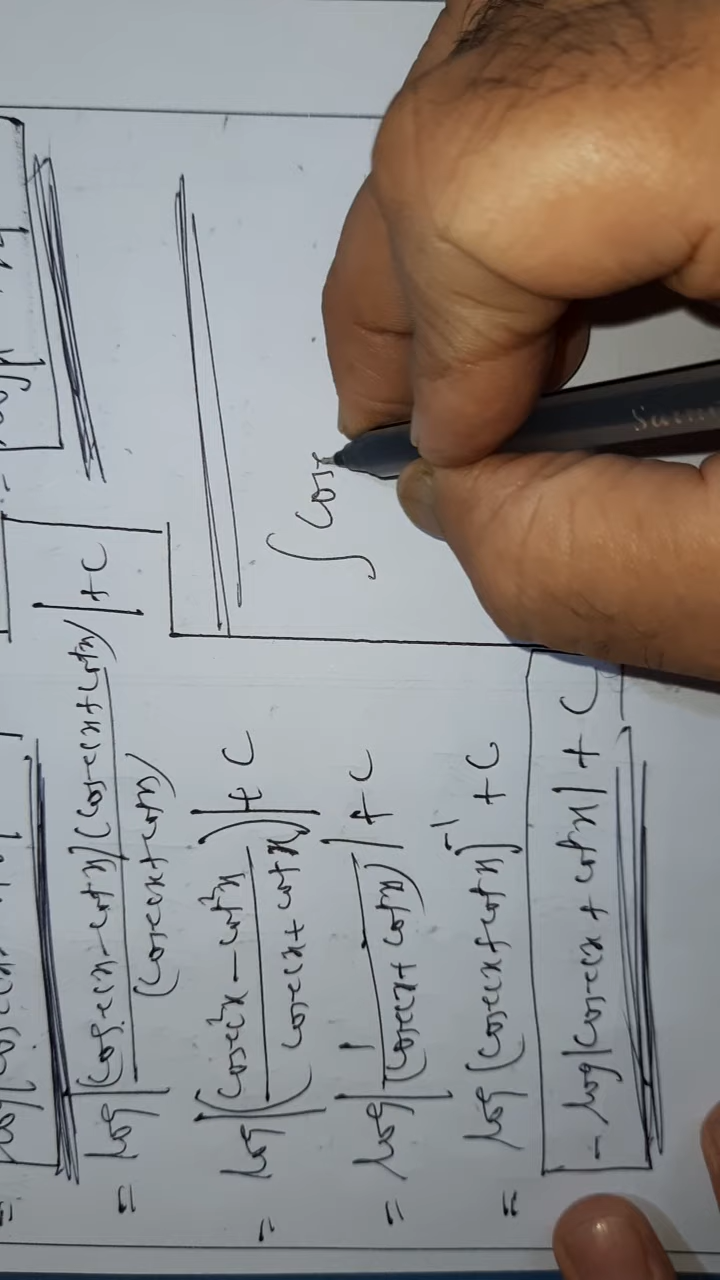 = log |(cosecx - cotx)(cosecx + cotx) / (cosecx + cotx)| + C
= log |(cosec²x - cot²x / cosecx + cotx)| + C
= log |1 / (cosecx + cotx)| + C
= log (cosecx + cotx)⁻¹ + C
- log |cosecx + cotx| + C
∫ cos